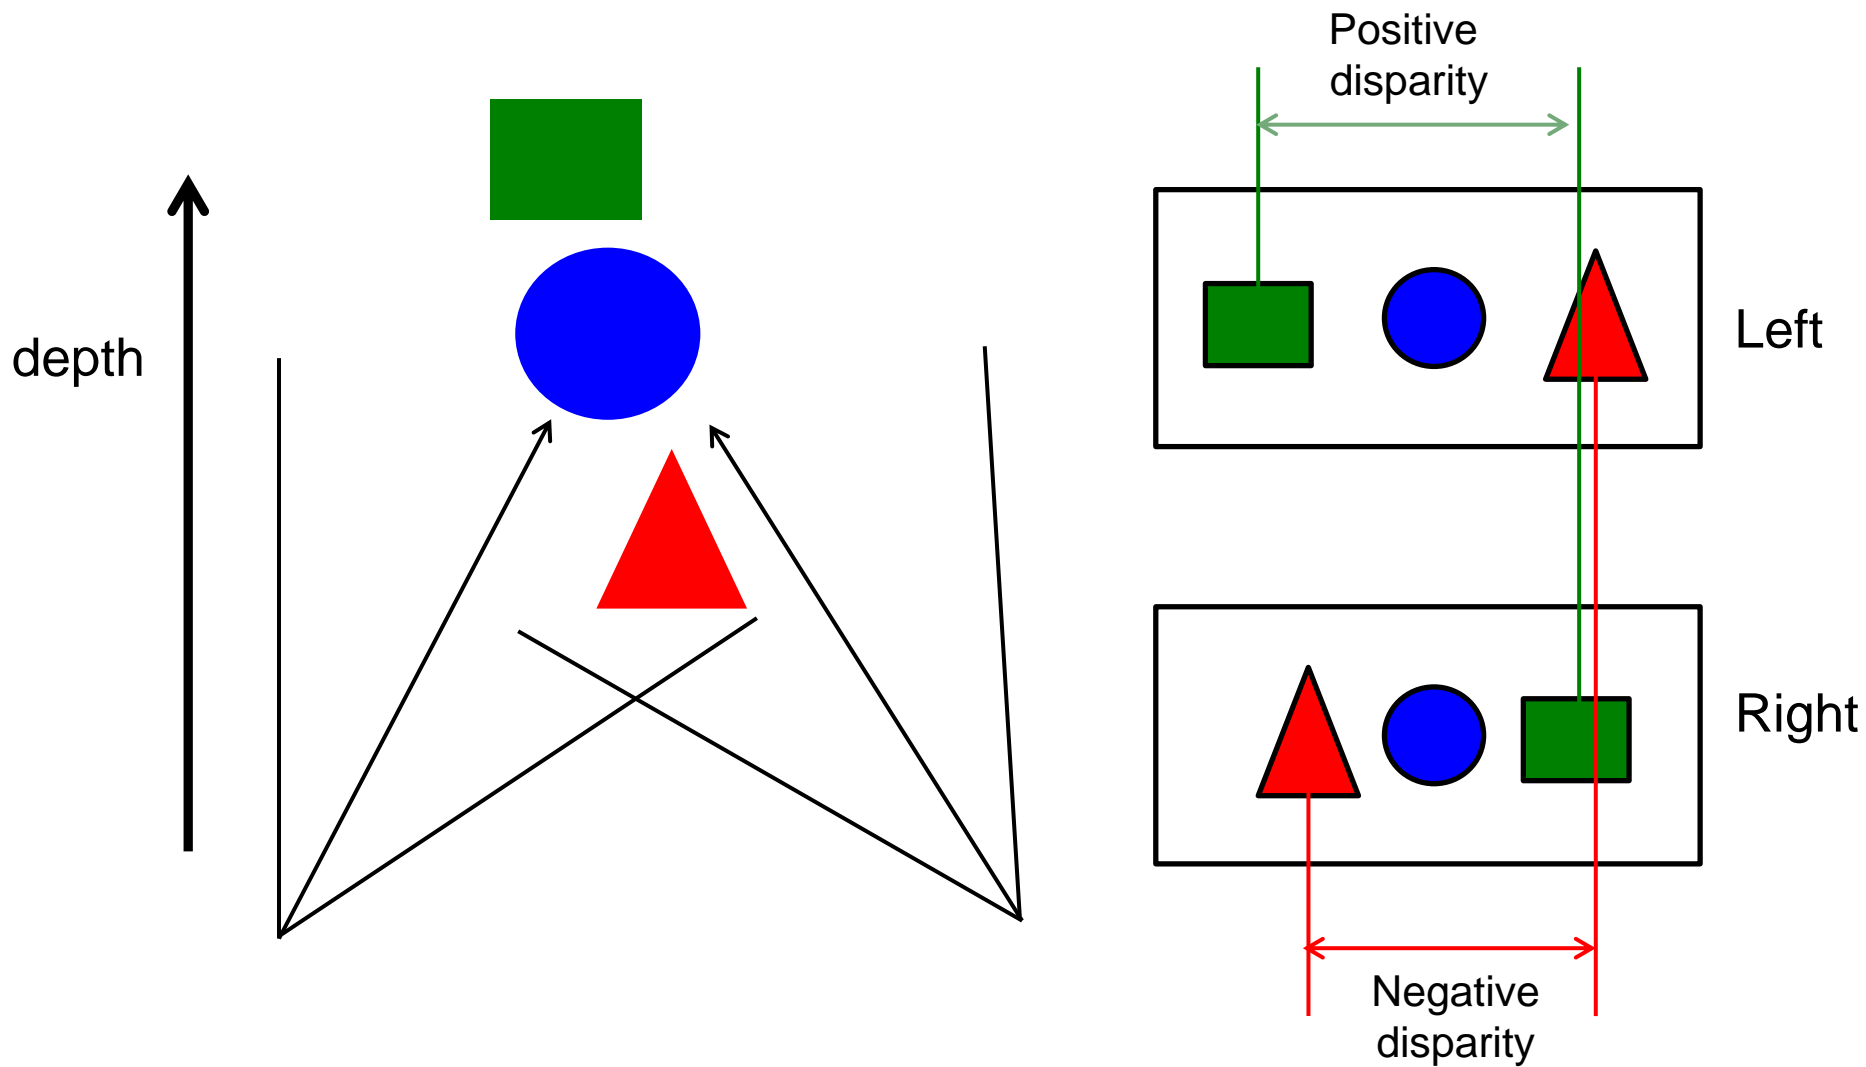 Positive
disparity
depth
Left
Right
Negative
disparity